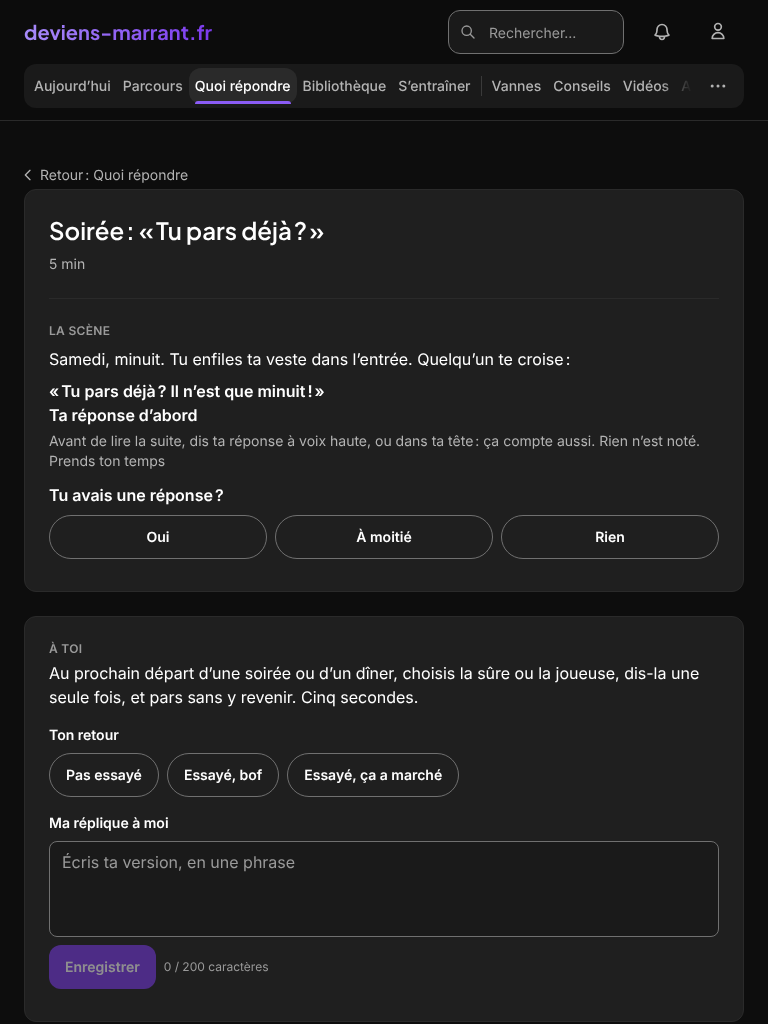 deviens-marrant.fr
Rechercher…
Aujourd’hui Parcours Quoi répondre Bibliothèque S’entraîner Vannes Conseils Vidéos A
Retour : Quoi répondre
Soirée : « Tu pars déjà ? »
5 min
LA SCÈNE
Samedi, minuit. Tu enfiles ta veste dans l’entrée. Quelqu’un te croise :
« Tu pars déjà ? Il n’est que minuit ! »
Ta réponse d’abord
Avant de lire la suite, dis ta réponse à voix haute, ou dans ta tête : ça compte aussi. Rien n’est noté.
Prends ton temps
Tu avais une réponse ?
Oui À moitié Rien
À TOI
Au prochain départ d’une soirée ou d’un dîner, choisis la sûre ou la joueuse, dis-la une
seule fois, et pars sans y revenir. Cinq secondes.
Ton retour
Pas essayé Essayé, bof Essayé, ça a marché
Ma réplique à moi
Écris ta version, en une phrase
Enregistrer 0 / 200 caractères